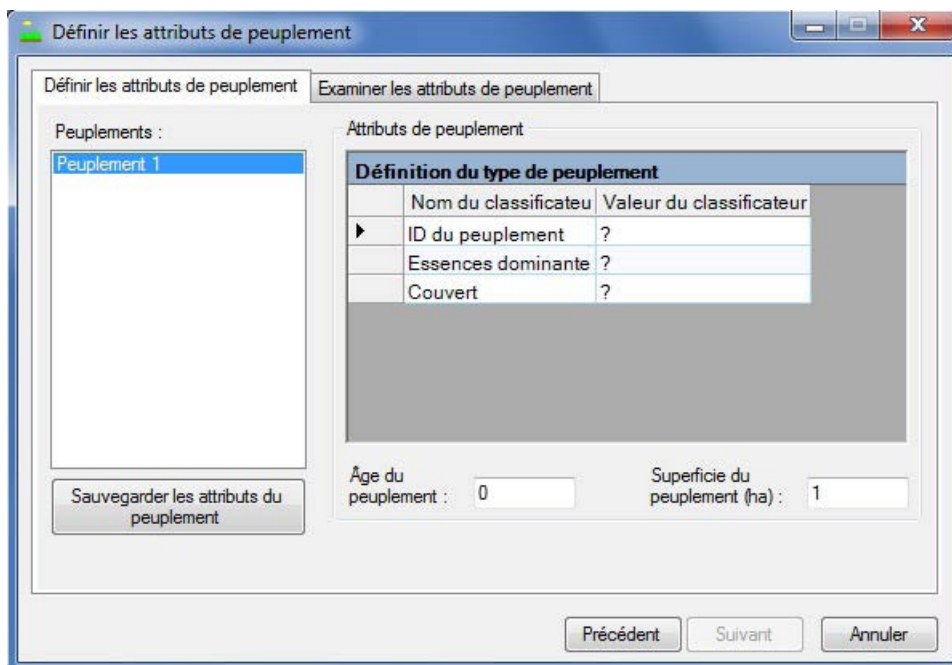 Définir les attributs de peuplement
Définir les attributs de peuplement
Examiner les attributs de peuplement
Peuplements :
Peuplement 1
Sauvegarder les attributs du
peuplement
Attributs de peuplement
Définition du type de peuplement
Nom du classificateu Valeur du classificateur
ID du peuplement ?
Essences dominante ?
Couvert ?
Âge du
peuplement : 0
Superficie du
peuplement (ha) : 1
Précédent Suivant Annuler